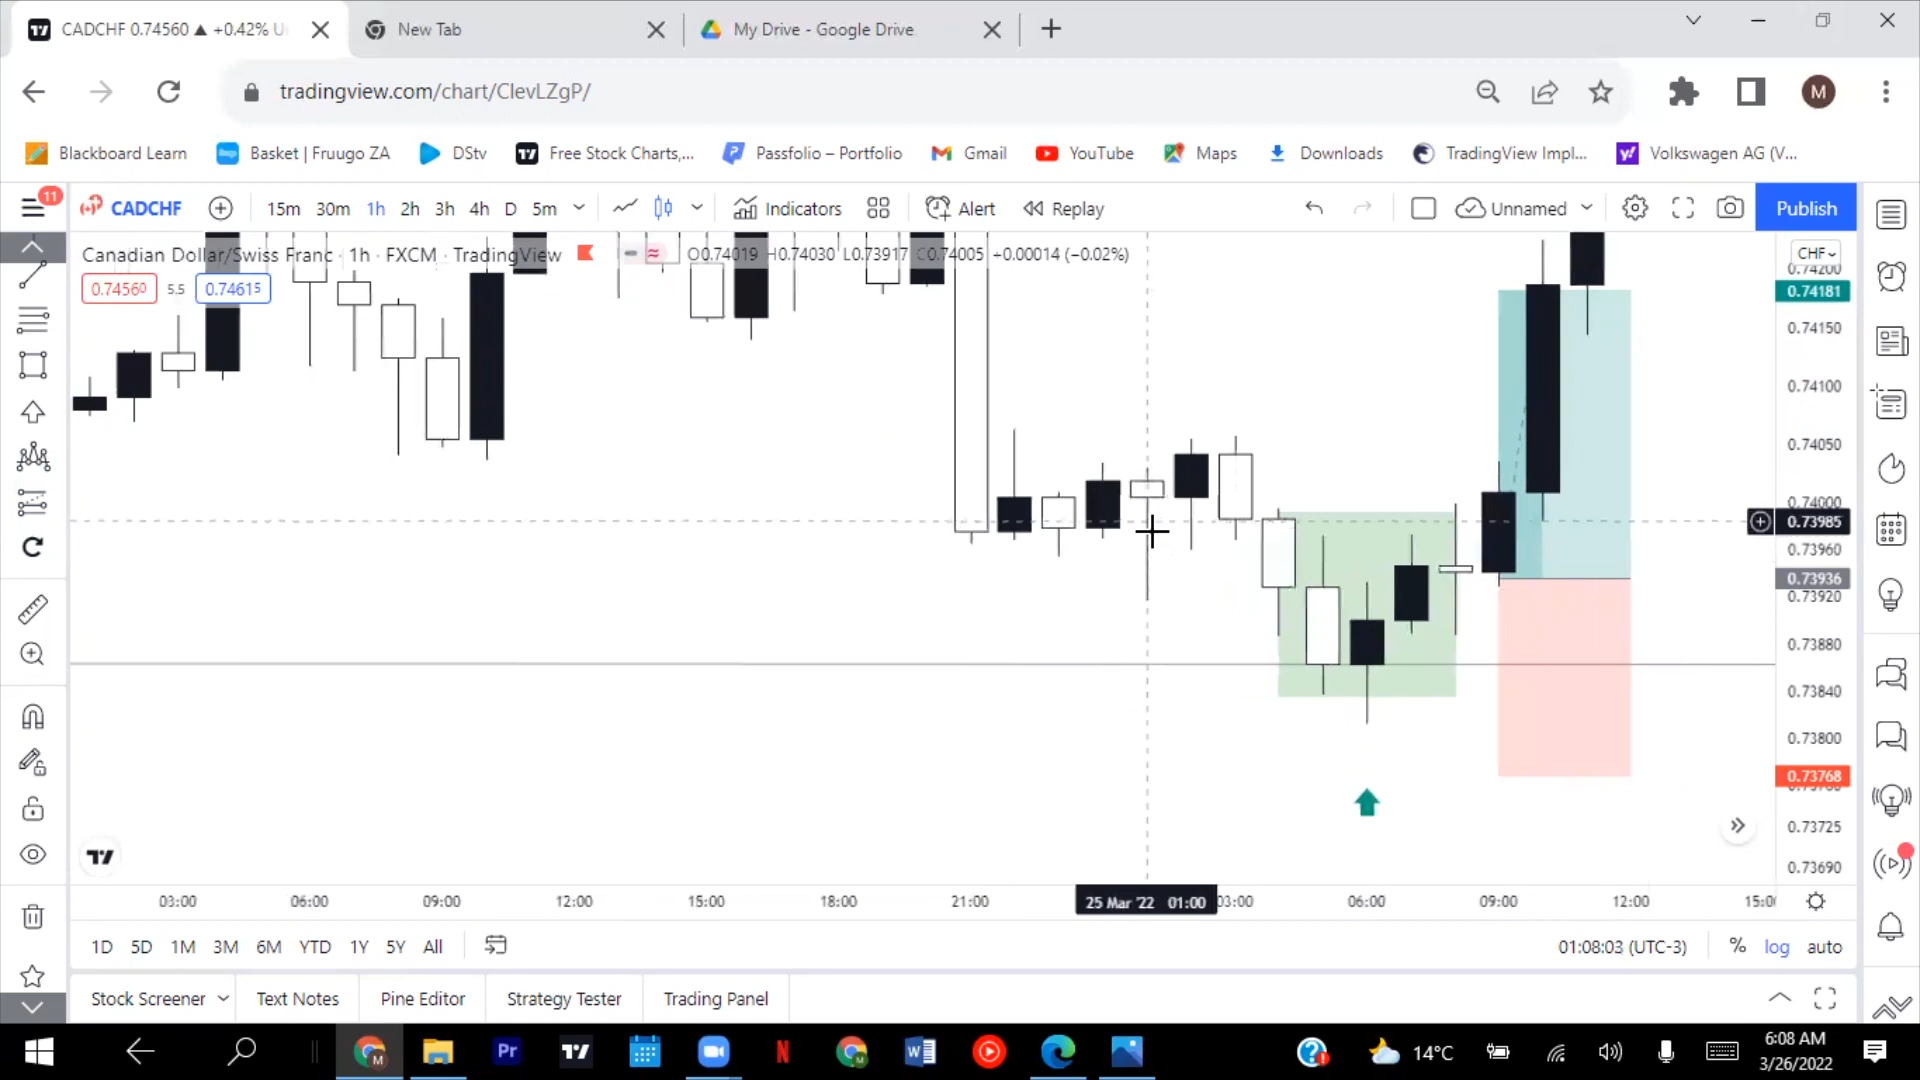 CADCHF 0.74560 ▲ +0.42% U
New Tab
My Drive - Google Drive
tradingview.com/chart/ClevLZgP/
M
Blackboard Learn
Basket | Fruugo ZA
DStv
Free Stock Charts,...
Passfolio – Portfolio
Gmail
YouTube
Maps
Downloads
TradingView Impl...
Volkswagen AG (V...
11
CADCHF
15m 30m 1h 2h 3h 4h D 5m
Indicators
Alert
Replay
Unnamed
Publish
Canadian Dollar/Swiss Franc · 1h · FXCM · TradingView
O0.74019 H0.74030 L0.73917 C0.74005 +0.00014 (−0.02%)
0.74560 5.5 0.74615
CHF
0.74200
0.74181
0.74150
0.74100
0.74050
0.74000
0.73985
0.73960
0.73936
0.73920
0.73880
0.73840
0.73800
0.73768
0.73725
0.73690
03:00 06:00 09:00 12:00 15:00 18:00 21:00 25 Mar '22 01:00 03:00 06:00 09:00 12:00 15:0
1D 5D 1M 3M 6M YTD 1Y 5Y All
01:08:03 (UTC-3) % log auto
Stock Screener
Text Notes
Pine Editor
Strategy Tester
Trading Panel
M
Pr
N
M
14°C
6:08 AM
3/26/2022